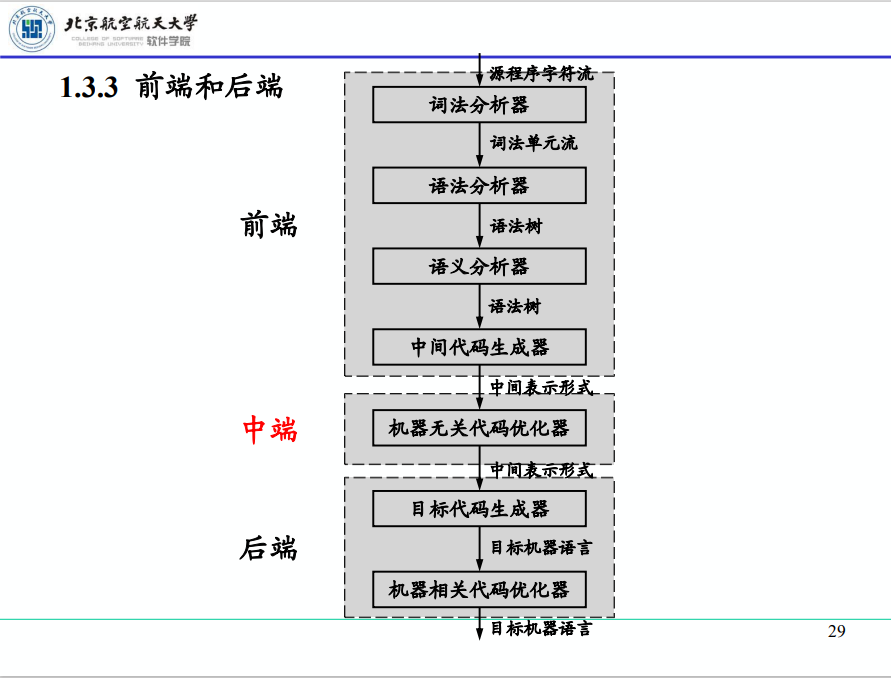 北京航空航天大学
COLLEGE OF SOFTWARE
BEIHANG UNIVERSITY
软件学院
1.3.3 前端和后端
源程序字符流
词法分析器
词法单元流
语法分析器
前端
语法树
语义分析器
语法树
中间代码生成器
中间表示形式
中端
机器无关代码优化器
中间表示形式
目标代码生成器
后端
目标机器语言
机器相关代码优化器
目标机器语言
29